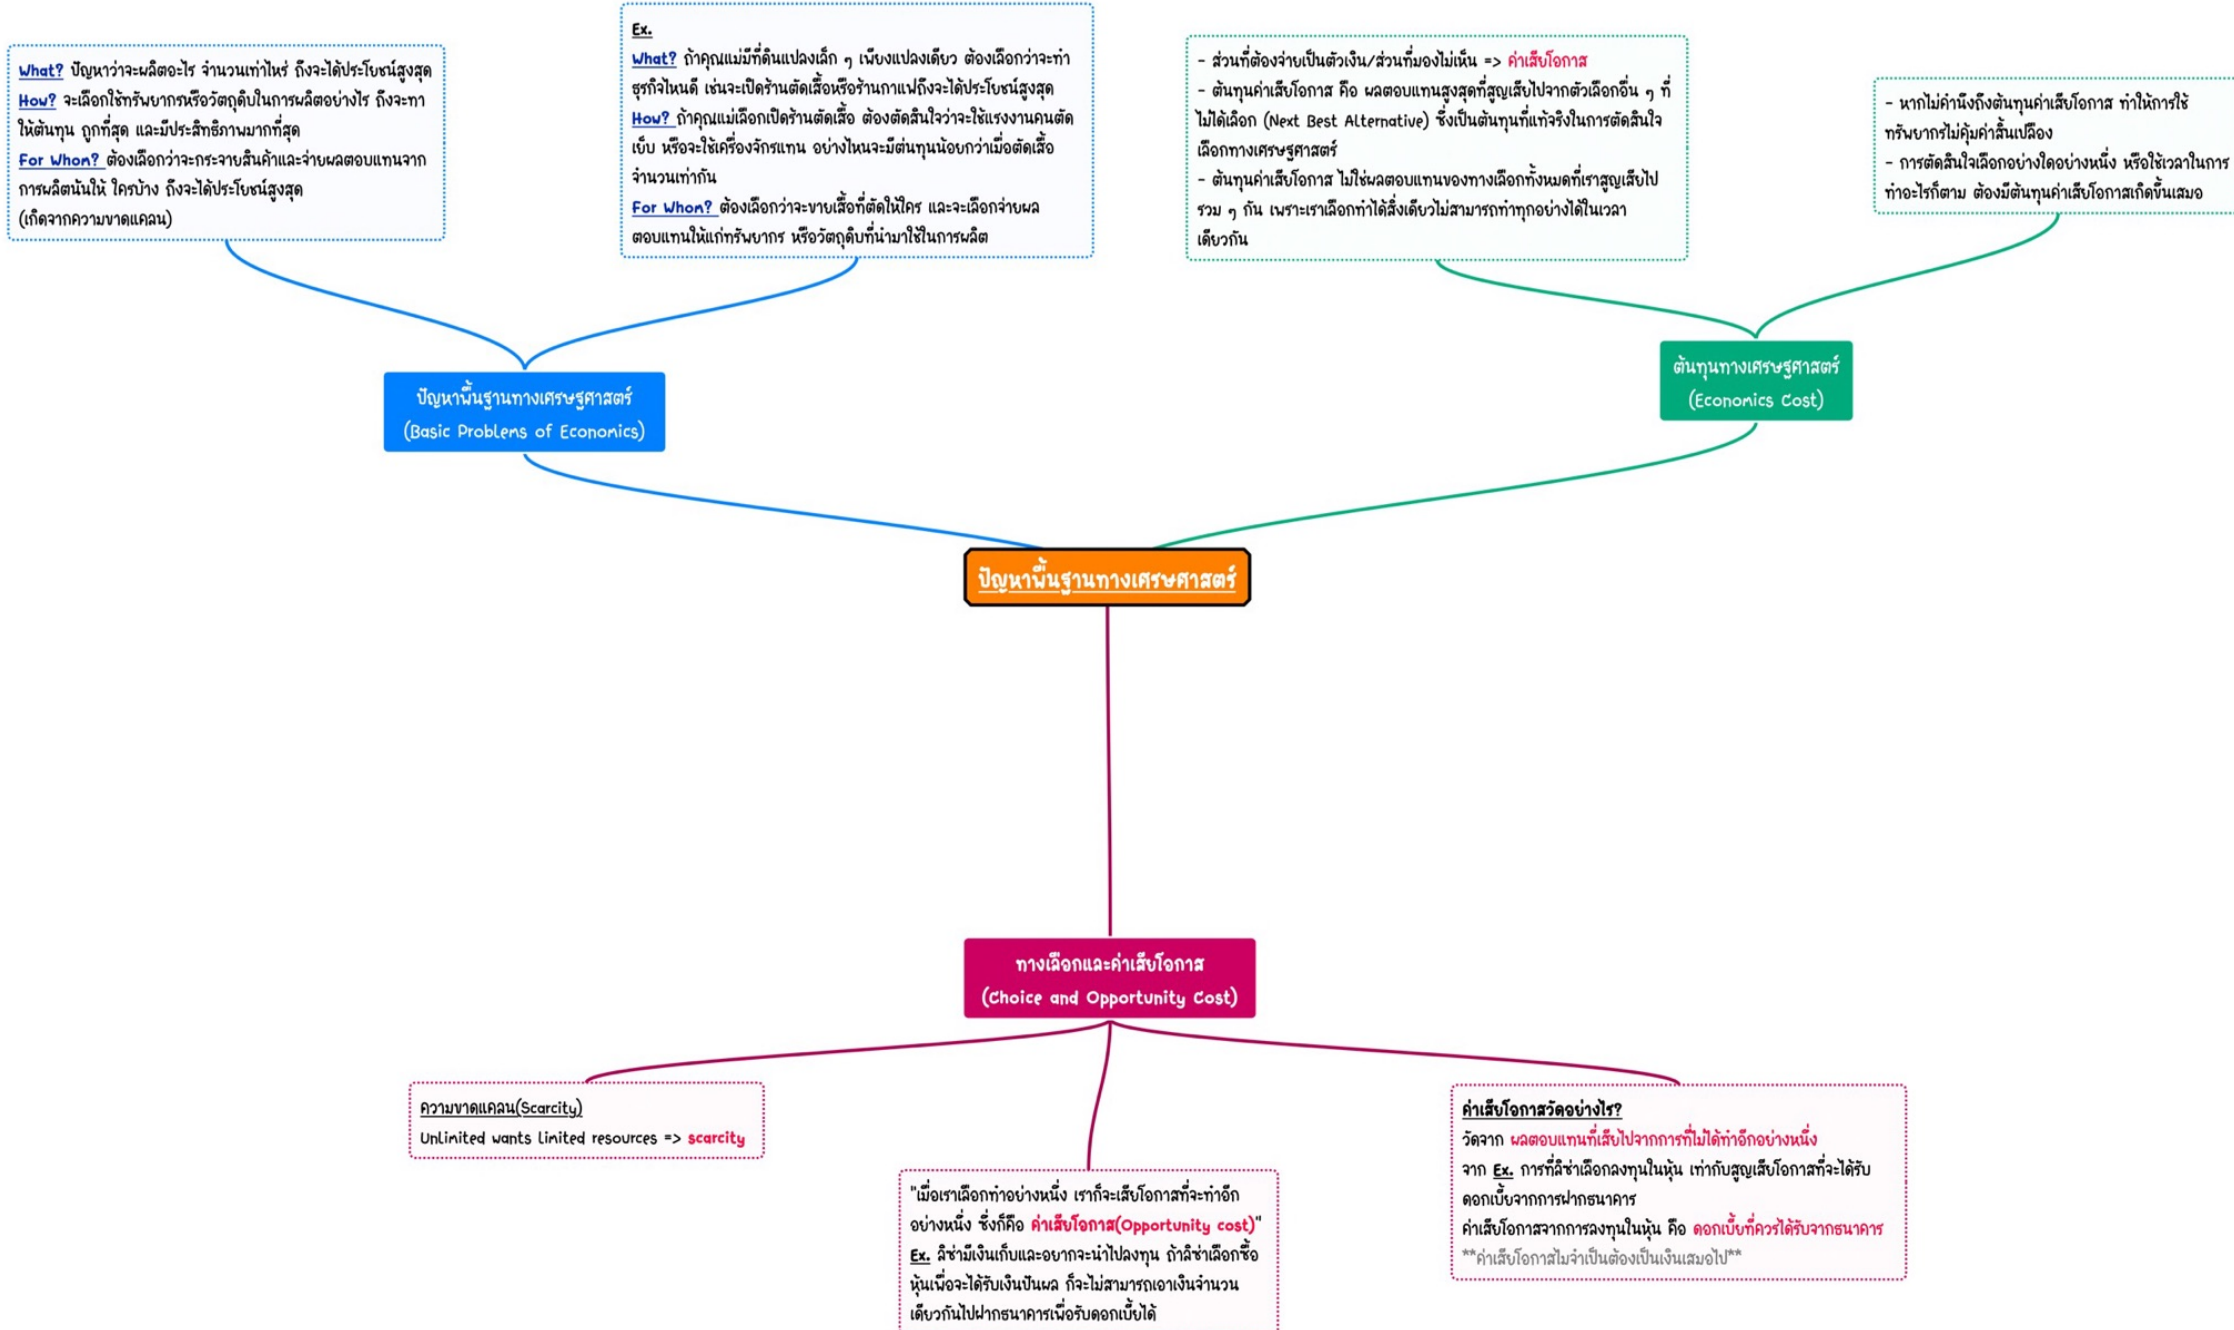 What? ปัญหาว่าจะผลิตอะไร จำนวนเท่าไหร่ ถึงจะได้ประโยชน์สูงสุด
How? จะเลือกใช้ทรัพยากรหรือวัตถุดิบในการผลิตอย่างไร ถึงจะทา
ให้ต้นทุน ถูกที่สุด และมีประสิทธิภาพมากที่สุด
For Whom? ต้องเลือกว่าจะกระจายสินค้าและจ่ายผลตอบแทนจาก
การผลิตนั้นให้ ใครบ้าง ถึงจะได้ประโยชน์สูงสุด
(เกิดจากความขาดแคลน)
Ex.
What? ถ้าคุณแม่มีที่ดินแปลงเล็ก ๆ เพียงแปลงเดียว ต้องเลือกว่าจะทำ
ธุรกิจไหนดี เช่นจะเปิดร้านตัดเสื้อหรือร้านกาแฟถึงจะได้ประโยชน์สูงสุด
How? ถ้าคุณแม่เลือกเปิดร้านตัดเสื้อ ต้องตัดสินใจว่าจะใช้แรงงานคนตัด
เย็บ หรือจะใช้เครื่องจักรแทน อย่างไหนจะมีต่นทุนน้อยกว่าเมื่อตัดเสื้อ
จำนวนเท่ากัน
For Whom? ต้องเลือกว่าจะขายเสื้อที่ตัดให้ใคร และจะเลือกจ่ายผล
ตอบแทนให้แก่ทรัพยากร หรือวัตถุดิบที่นำมาใช้ในการผลิต
- ส่วนที่ต้องจ่ายเป็นตัวเงิน/ส่วนที่มองไม่เห็น => ค่าเสียโอกาส
- ต้นทุนค่าเสียโอกาส คือ ผลตอบแทนสูงสุดที่สูญเสียไปจากตัวเลือกอื่น ๆ ที่
ไม่ได้เลือก (Next Best Alternative) ซึ่งเป็นต้นทุนที่แท้จริงในการตัดสินใจ
เลือกทางเศรษฐศาสตร์
- ต้นทุนค่าเสียโอกาส ไม่ใช่ผลตอบแทนของทางเลือกทั้งหมดที่เราสูญเสียไป
รวม ๆ กัน เพราะเราเลือกทำได้สิ่งเดียวไม่สามารถทำทุกอย่างได้ในเวลา
เดียวกัน
- หากไม่คำนึงถึงต้นทุนค่าเสียโอกาส ทำให้การใช้
ทรัพยากรไม่คุ้มค่าสิ้นเปลือง
- การตัดสินใจเลือกอย่างใดอย่างหนึ่ง หรือใช้เวลาในการ
ทำอะไรก็ตาม ต้องมีต้นทุนค่าเสียโอกาสเกิดขึ้นเสมอ
ปัญหาพื้นฐานทางเศรษฐศาสตร์
(Basic Problems of Economics)
ต้นทุนทางเศรษฐศาสตร์
(Economics Cost)
ปัญหาพื้นฐานทางเศรษศาสตร์
ทางเลือกและค่าเสียโอกาส
(Choice and Opportunity Cost)
ความขาดแคลน(Scarcity)
Unlimited wants limited resources => scarcity
"เมื่อเราเลือกทำอย่างหนึ่ง เราก็จะเสียโอกาสที่จะทำอีก
อย่างหนึ่ง ซึ่งก็คือ ค่าเสียโอกาส(Opportunity cost)"
Ex. ลิซ่ามีเงินเก็บและอยากจะนำไปลงทุน ถ้าลิซ่าเลือกซื้อ
หุ้นเพื่อจะได้รับเงินปันผล ก็จะไม่สามารถเอาเงินจำนวน
เดียวกันไปฝากธนาคารเพื่อรับดอกเบี้ยได้
ค่าเสียโอกาสวัดอย่างไร?
วัดจาก ผลตอบแทนที่เสียไปจากการที่ไม่ได้ทำอีกอย่างหนึ่ง
จาก Ex. การที่ลิซ่าเลือกลงทุนในหุ้น เท่ากับสูญเสียโอกาสที่จะได้รับ
ดอกเบี้ยจากการฝากธนาคาร
ค่าเสียโอกาสจากการลงทุนในหุ้น คือ ดอกเบี้ยที่ควรได้รับจากธนาคาร
**ค่าเสียโอกาสไมจำเป็นต้องเป็นเงินเสมอไป**